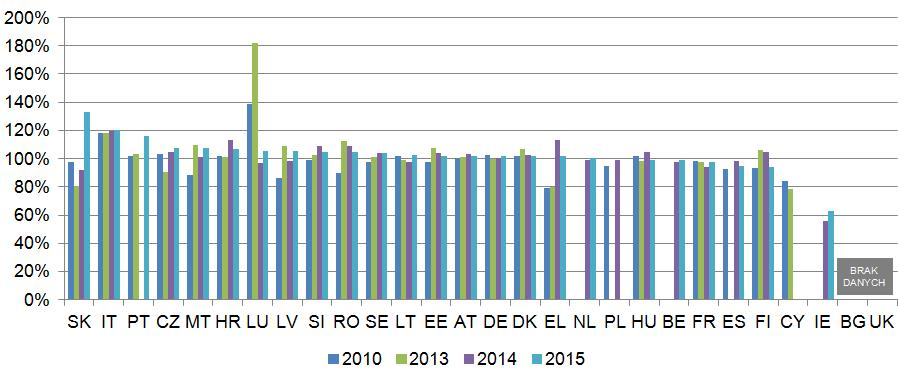 200%
180%
160%
140%
120%
100%
80%
60%
40%
20%
0%
BRAK
DANYCH
SK IT PT CZ MT HR LU LV SI RO SE LT EE AT DE DK EL NL PL HU BE FR ES FI CY IE BG UK
2010 2013 2014 2015